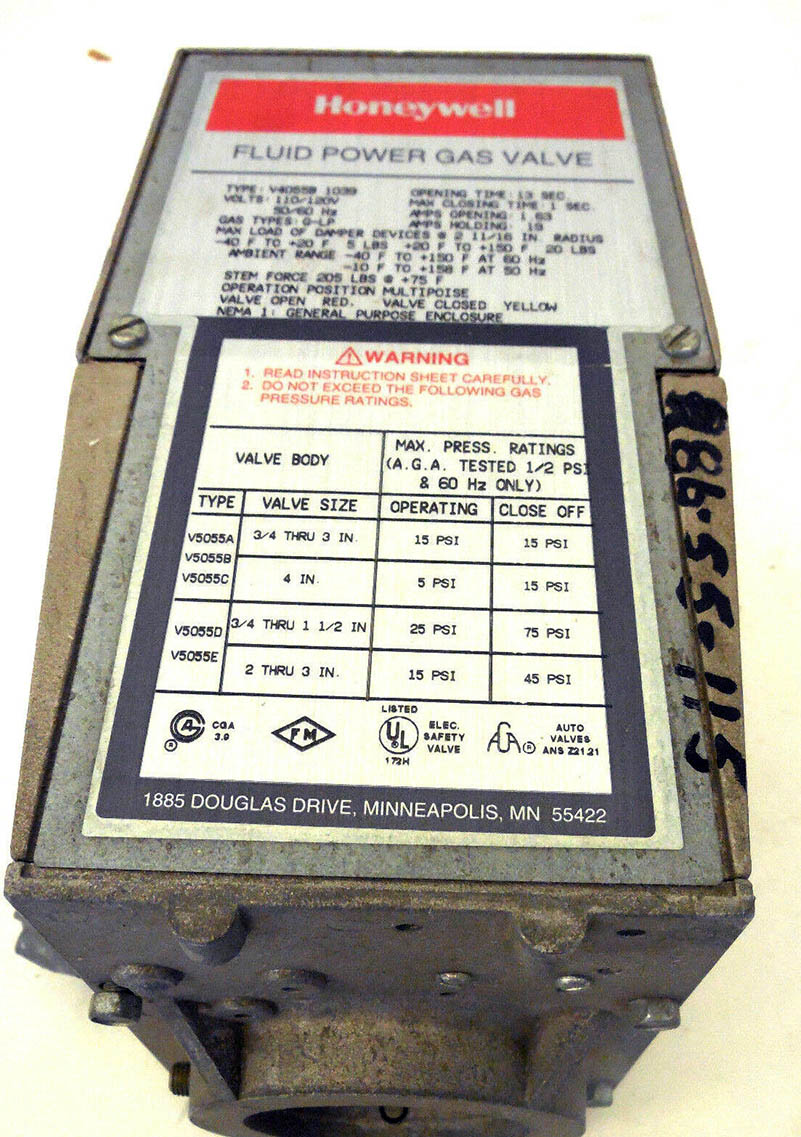 Honeywell
FLUID POWER GAS VALVE
TYPE: V4055B 1039 OPENING TIME: 13 SEC.
VOLTS: 110/120V MAX CLOSING TIME: 1 SEC.
50/60 Hz AMPS OPENING: 1.63
GAS TYPES: G-LP AMPS HOLDING: 19
MAX LOAD OF DAMPER DEVICES @ 2 11/16 IN. RADIUS
-40 F TO +20 F 5 LBS +20 F TO +150 F 20 LBS
AMBIENT RANGE -40 F TO +150 F AT 60 Hz
-10 F TO +158 F AT 50 Hz
STEM FORCE 205 LBS @ +75 F
OPERATION POSITION MULTIPOISE
VALVE OPEN RED. VALVE CLOSED YELLOW
NEMA 1: GENERAL PURPOSE ENCLOSURE
⚠WARNING
1. READ INSTRUCTION SHEET CAREFULLY.
2. DO NOT EXCEED THE FOLLOWING GAS
PRESSURE RATINGS.
VALVE BODY
MAX. PRESS. RATINGS
(A.G.A. TESTED 1/2 PSI
& 60 Hz ONLY)
TYPE VALVE SIZE OPERATING CLOSE OFF
V5055A 3/4 THRU 3 IN. 15 PSI 15 PSI
V5055B
V5055C 4 IN. 5 PSI 15 PSI
V5055D 3/4 THRU 1 1/2 IN 25 PSI 75 PSI
V5055E 2 THRU 3 IN. 15 PSI 45 PSI
CGA
3.9
FM
LISTED
UL
172H
ELEC.
SAFETY
VALVE
AGA
AUTO
VALVES
ANS Z21.21
1885 DOUGLAS DRIVE, MINNEAPOLIS, MN 55422